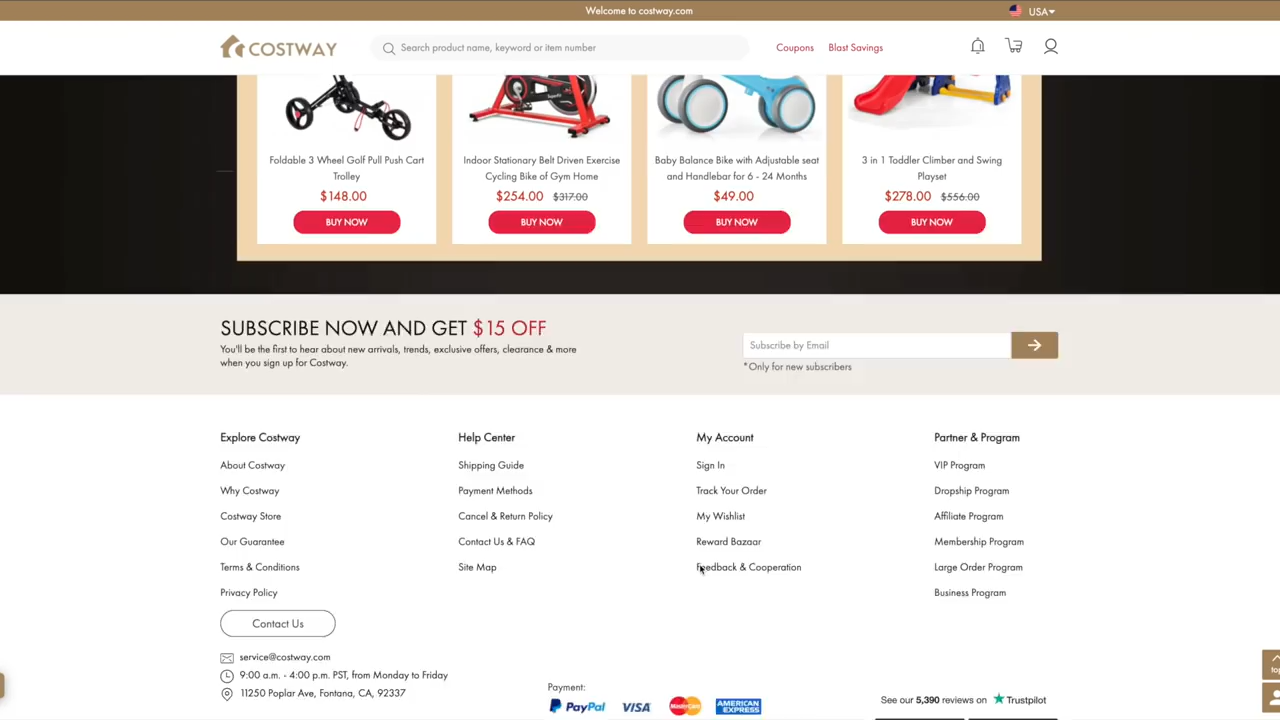 Welcome to costway.com
USA
COSTWAY
Search product name, keyword or item number
Coupons
Blast Savings
Foldable 3 Wheel Golf Pull Push Cart
Trolley
$148.00
BUY NOW
Indoor Stationary Belt Driven Exercise
Cycling Bike of Gym Home
$254.00 $317.00
BUY NOW
Baby Balance Bike with Adjustable seat
and Handlebar for 6 - 24 Months
$49.00
BUY NOW
3 in 1 Toddler Climber and Swing
Playset
$278.00 $556.00
BUY NOW
SUBSCRIBE NOW AND GET $15 OFF
You'll be the first to hear about new arrivals, trends, exclusive offers, clearance & more
when you sign up for Costway.
Subscribe by Email
*Only for new subscribers
Explore Costway
About Costway
Why Costway
Costway Store
Our Guarantee
Terms & Conditions
Privacy Policy
Contact Us
service@costway.com
9:00 a.m. - 4:00 p.m. PST, from Monday to Friday
11250 Poplar Ave, Fontana, CA, 92337
Help Center
Shipping Guide
Payment Methods
Cancel & Return Policy
Contact Us & FAQ
Site Map
My Account
Sign In
Track Your Order
My Wishlist
Reward Bazaar
Feedback & Cooperation
Partner & Program
VIP Program
Dropship Program
Affiliate Program
Membership Program
Large Order Program
Business Program
Payment:
PayPal
VISA
MasterCard
AMERICAN
EXPRESS
See our 5,390 reviews on Trustpilot